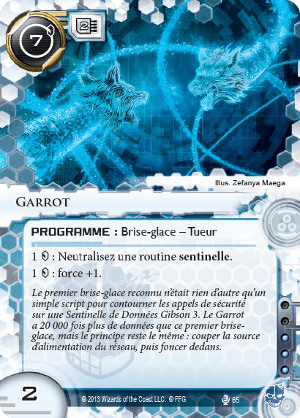 7
Illus. Zefanya Maega
GARROT
PROGRAMME : Brise-glace – Tueur
1 : Neutralisez une routine sentinelle.
1 : force +1.
Le premier brise-glace reconnu n'était rien d'autre qu'un
simple script pour contourner les appels de sécurité
sur une Sentinelle de Données Gibson 3. Le Garrot
a 20 000 fois plus de données que ce premier brise-
glace, mais le principe reste le même : couper la source
d'alimentation du réseau, puis foncer dedans.
2
© 2013 Wizards of the Coast LLC. © FFG
65